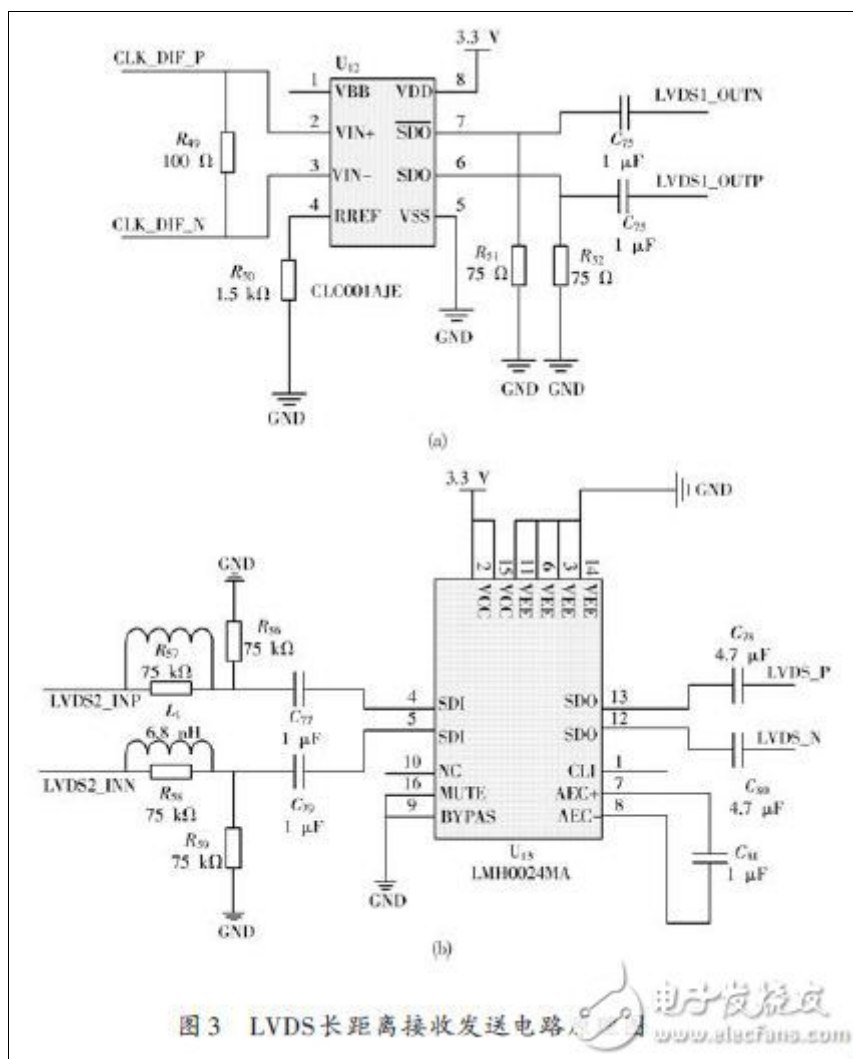 3.3 V
CLK_DIF_P
U12
1
VBB
VDD
8
LVDS1_OUTN
2
VIN+
SDO
7
R49
100 Ω
C75
1 μF
3
VIN−
SDO
6
LVDS1_OUTP
4
RREF
VSS
5
C75
1 μF
CLK_DIF_N
R50
1.5 kΩ
CLC001AJE
R51
75 Ω
R52
75 Ω
GND
GND
GND
GND
(a)
3.3 V
GND
GND
2
15
11
6
3
14
VCC
VCC
VEE
VEE
VEE
VEE
R56
75 kΩ
R57
75 kΩ
C78
4.7 μF
LVDS_P
LVDS2_INP
C77
1 μF
4
SDI
SDO
13
6.8 nH
5
SDI
SDO
12
LVDS_N
LVDS2_INN
R58
75 kΩ
C79
1 μF
10
NC
CLI
1
C80
4.7 μF
16
MUTE
AEC+
7
9
BYPAS
AEC−
8
R59
75 kΩ
U13
LMH0024MA
1 μF
GND
GND
(b)
图 3 LVDS长距离接收发送电路
电子发烧友
www.elecfans.com